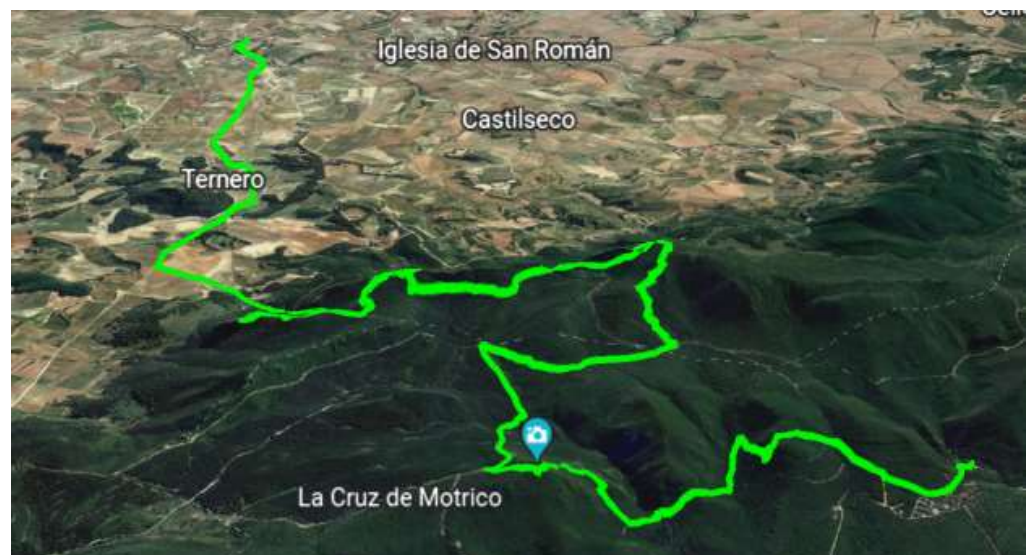 Iglesia de San Román
Castilseco
Ternero
La Cruz de Motrico